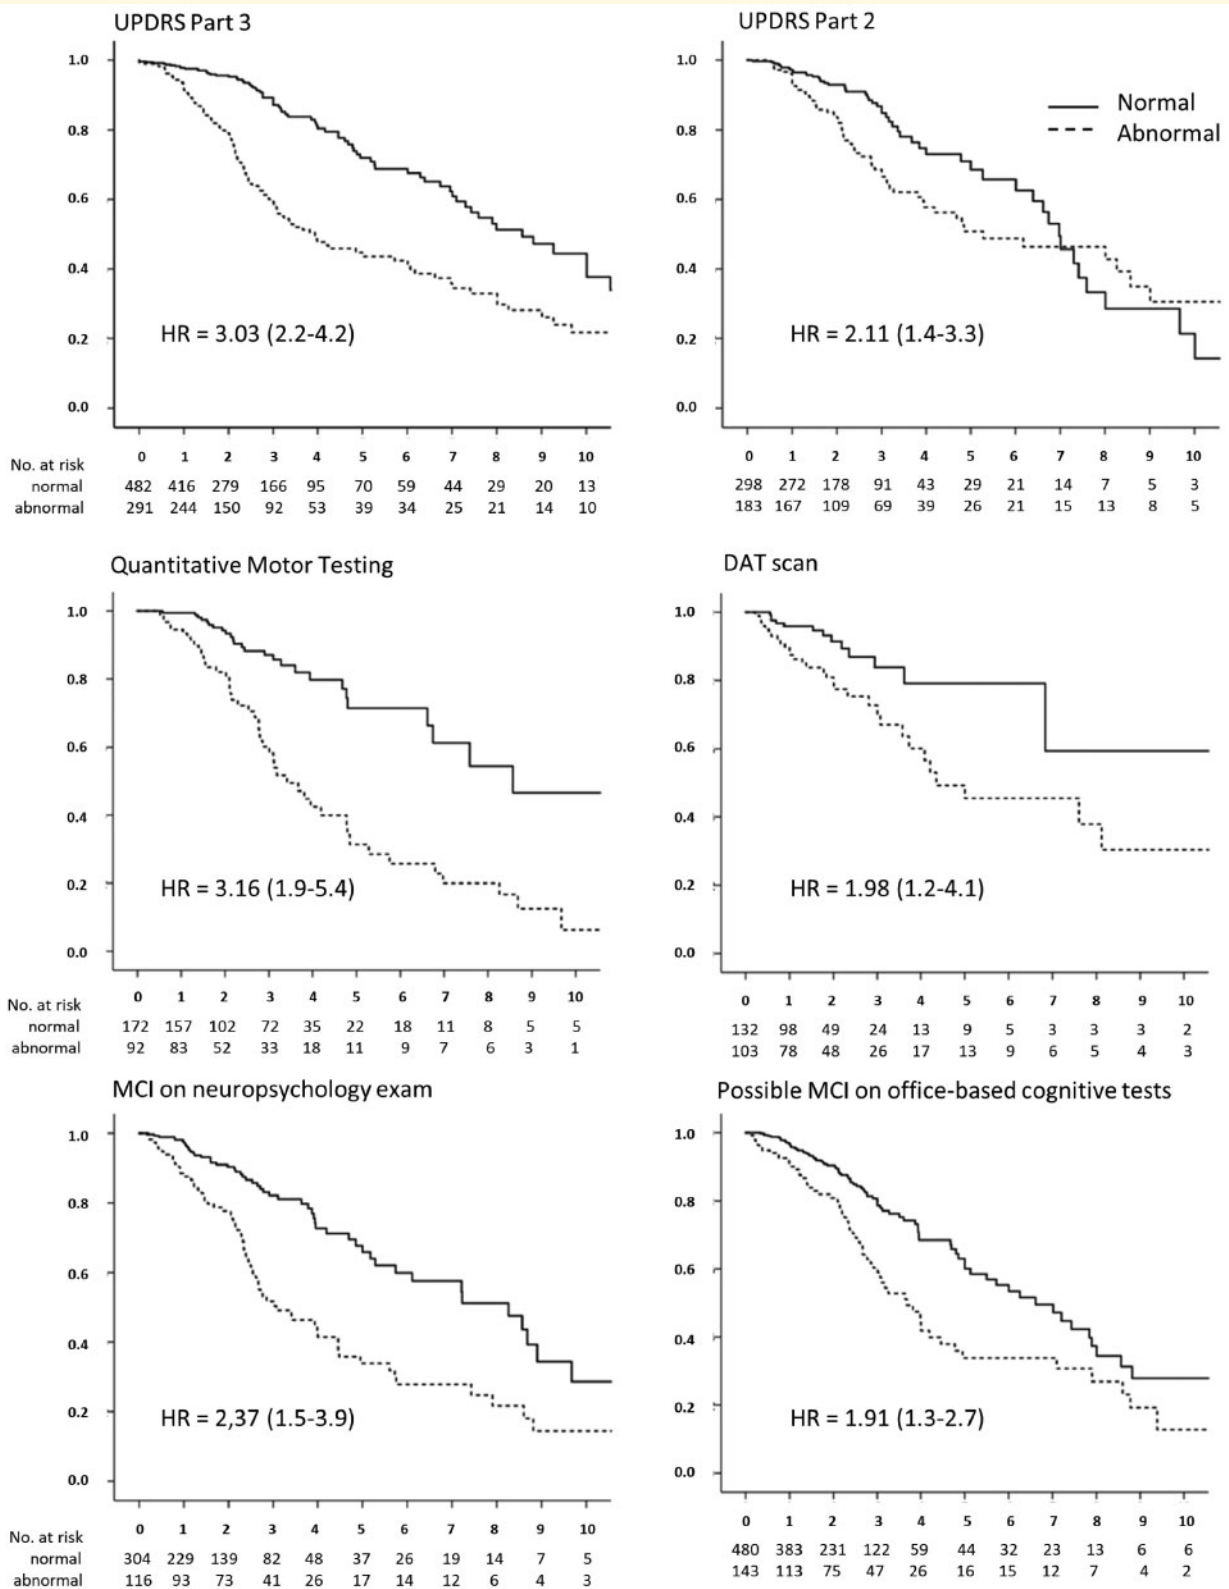 UPDRS Part 3
1.0
0.8
0.6
0.4
0.2
0.0
HR = 3.03 (2.2-4.2)
0 1 2 3 4 5 6 7 8 9 10
No. at risk
normal 482 416 279 166 95 70 59 44 29 20 13
abnormal 291 244 150 92 53 39 34 25 21 14 10
UPDRS Part 2
Normal
Abnormal
1.0
0.8
0.6
0.4
0.2
0.0
HR = 2.11 (1.4-3.3)
0 1 2 3 4 5 6 7 8 9 10
298 272 178 91 43 29 21 14 7 5 3
183 167 109 69 39 26 21 15 13 8 5
Quantitative Motor Testing
1.0
0.8
0.6
0.4
0.2
0.0
HR = 3.16 (1.9-5.4)
0 1 2 3 4 5 6 7 8 9 10
No. at risk
normal 172 157 102 72 35 22 18 11 8 5 5
abnormal 92 83 52 33 18 11 9 7 6 3 1
DAT scan
1.0
0.8
0.6
0.4
0.2
0.0
HR = 1.98 (1.2-4.1)
0 1 2 3 4 5 6 7 8 9 10
132 98 49 24 13 9 5 3 3 3 2
103 78 48 26 17 13 9 6 5 4 3
MCI on neuropsychology exam
1.0
0.8
0.6
0.4
0.2
0.0
HR = 2,37 (1.5-3.9)
0 1 2 3 4 5 6 7 8 9 10
No. at risk
normal 304 229 139 82 48 37 26 19 14 7 5
abnormal 116 93 73 41 26 17 14 12 6 4 3
Possible MCI on office-based cognitive tests
1.0
0.8
0.6
0.4
0.2
0.0
HR = 1.91 (1.3-2.7)
0 1 2 3 4 5 6 7 8 9 10
480 383 231 122 59 44 32 23 13 6 6
143 113 75 47 26 16 15 12 7 4 2